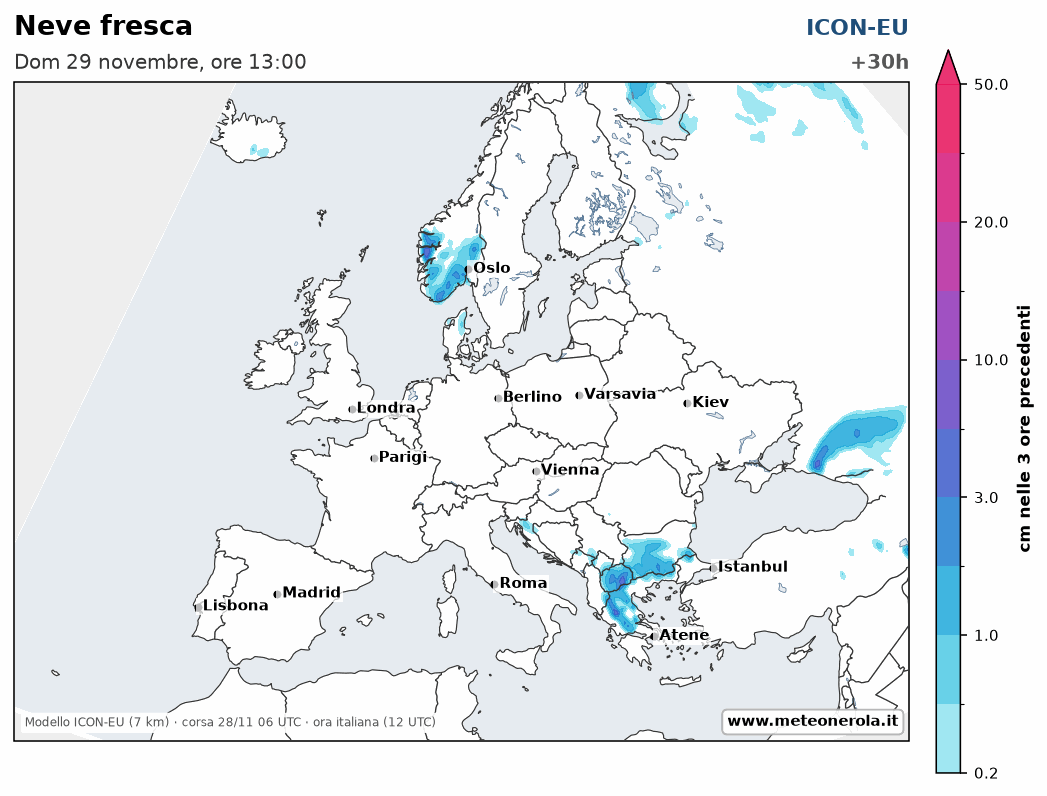 Neve fresca
ICON-EU
Dom 29 novembre, ore 13:00
+30h
50.0
20.0
10.0
3.0
1.0
0.2
cm nelle 3 ore precedenti
Oslo
Berlino
Varsavia
Kiev
Londra
Parigi
Vienna
Istanbul
Roma
Madrid
Lisbona
Atene
Modello ICON-EU (7 km) · corsa 28/11 06 UTC · ora italiana (12 UTC)
www.meteonerola.it